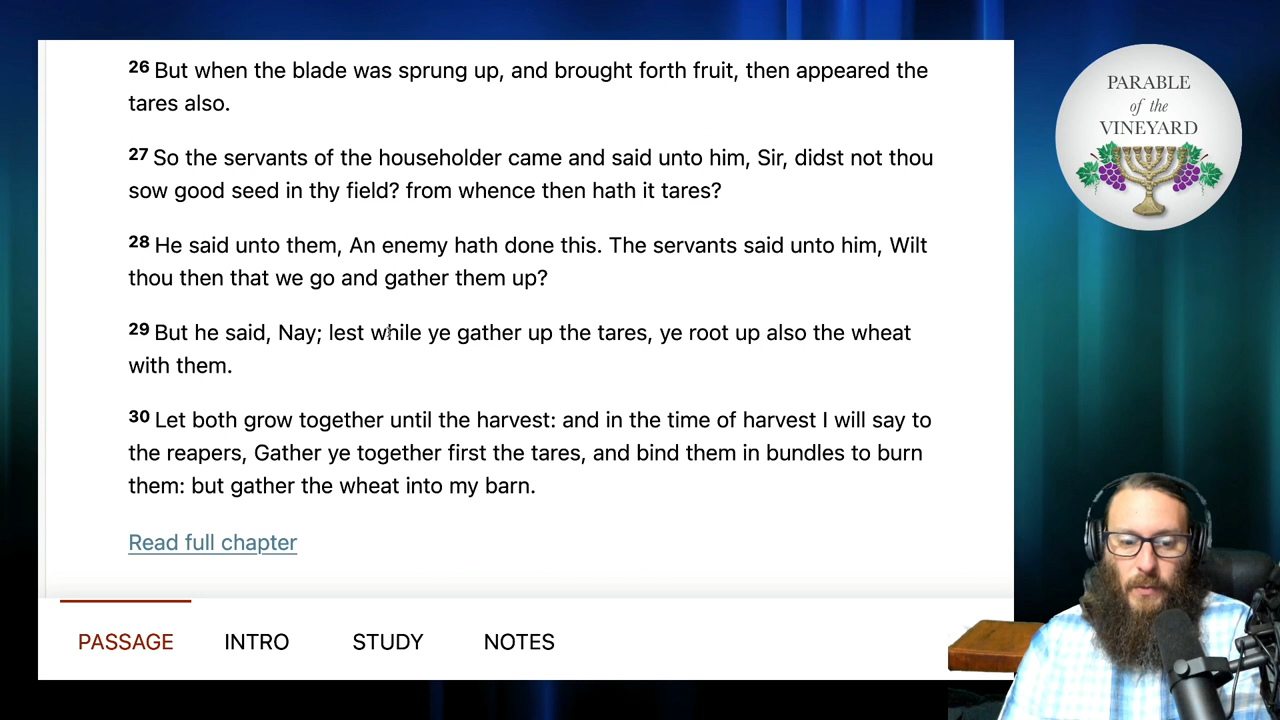 26 But when the blade was sprung up, and brought forth fruit, then appeared the
tares also.
27 So the servants of the householder came and said unto him, Sir, didst not thou
sow good seed in thy field? from whence then hath it tares?
28 He said unto them, An enemy hath done this. The servants said unto him, Wilt
thou then that we go and gather them up?
29 But he said, Nay; lest while ye gather up the tares, ye root up also the wheat
with them.
30 Let both grow together until the harvest: and in the time of harvest I will say to
the reapers, Gather ye together first the tares, and bind them in bundles to burn
them: but gather the wheat into my barn.
Read full chapter
PASSAGE INTRO STUDY NOTES
PARABLE
of the
VINEYARD